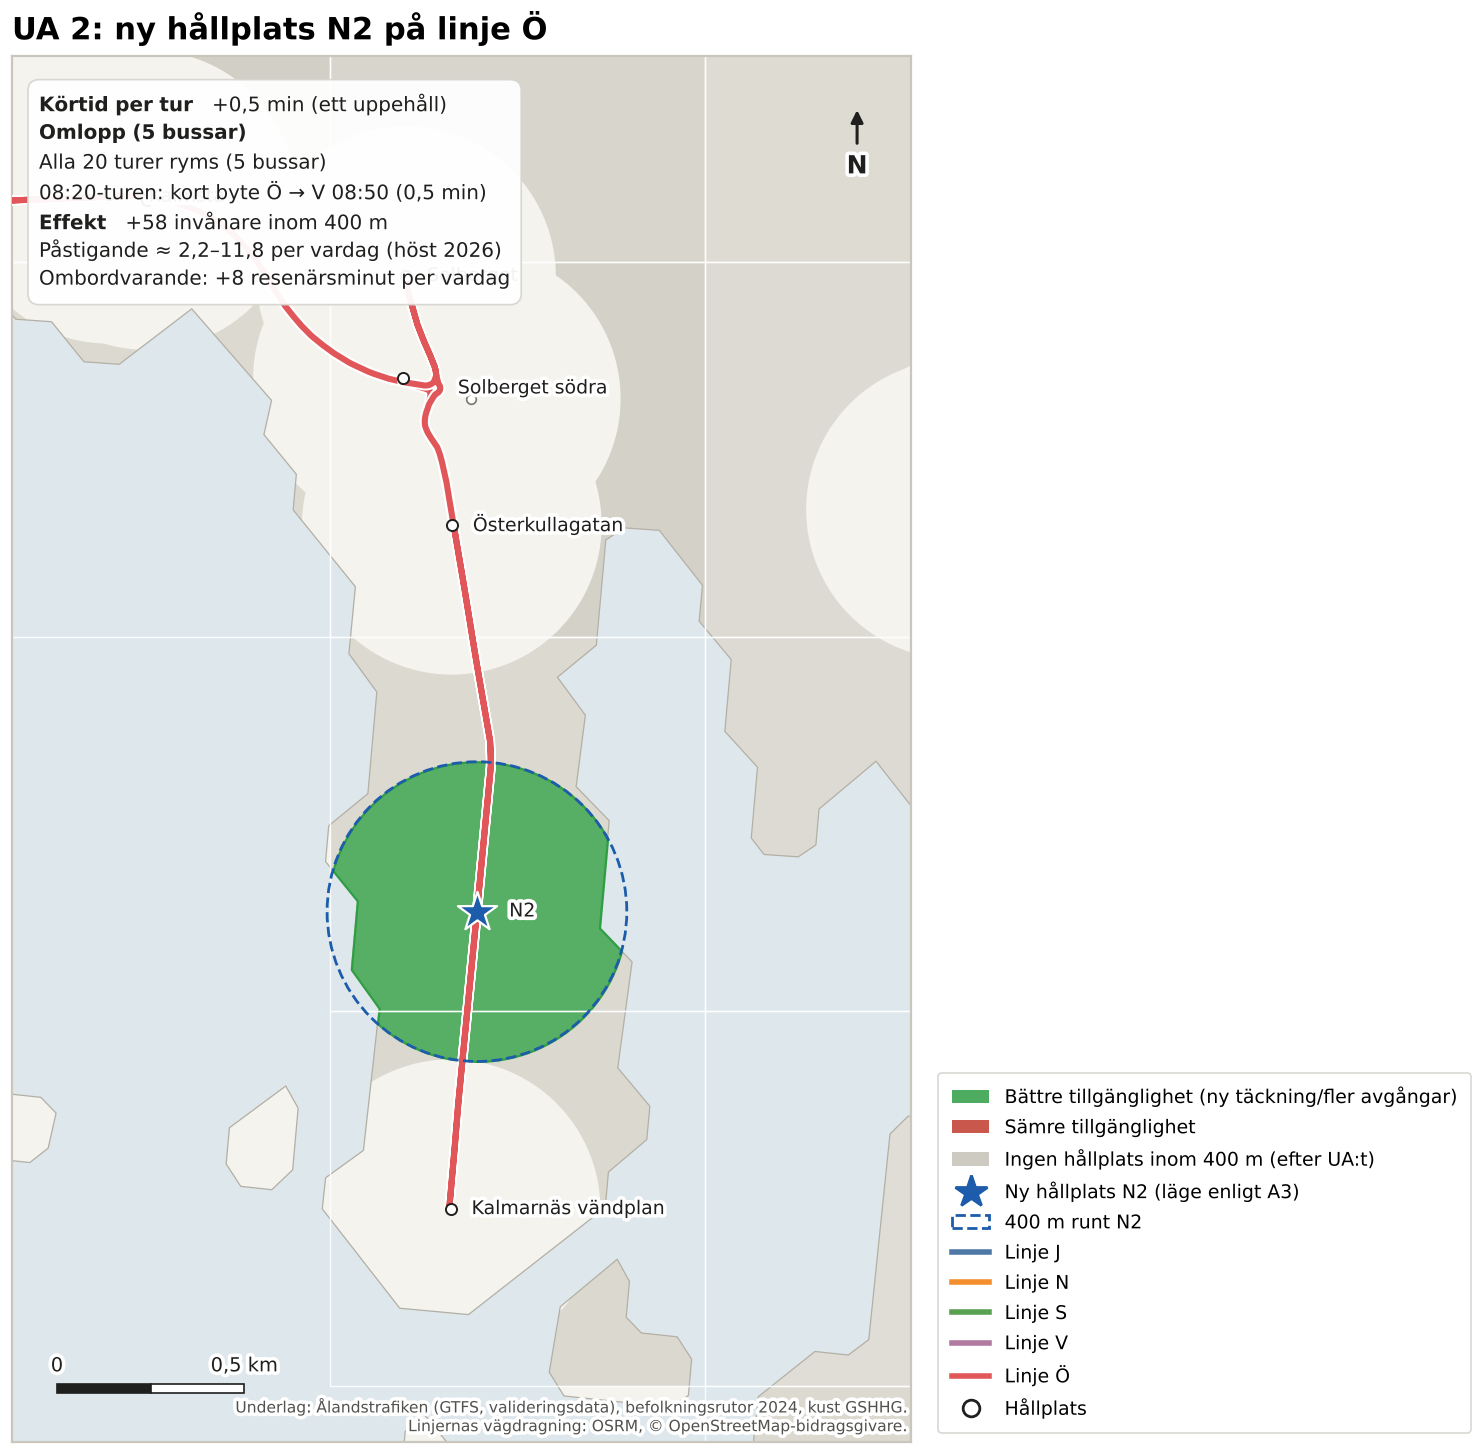 UA 2: ny hållplats N2 på linje Ö
Körtid per tur +0,5 min (ett uppehåll)
Omlopp (5 bussar)
Alla 20 turer ryms (5 bussar)
08:20-turen: kort byte Ö → V 08:50 (0,5 min)
Effekt +58 invånare inom 400 m
Påstigande ≈ 2,2–11,8 per vardag (höst 2026)
Ombordvarande: +8 resenärsminut per vardag
N
Solberget södra
Österkullagatan
N2
Kalmarnäs vändplan
0 0,5 km
Underlag: Ålandstrafiken (GTFS, valideringsdata), befolkningsrutor 2024, kust GSHHG.
Linjernas vägdragning: OSRM, © OpenStreetMap-bidragsgivare.
Bättre tillgänglighet (ny täckning/fler avgångar)
Sämre tillgänglighet
Ingen hållplats inom 400 m (efter UA:t)
Ny hållplats N2 (läge enligt A3)
400 m runt N2
Linje J
Linje N
Linje S
Linje V
Linje Ö
Hållplats